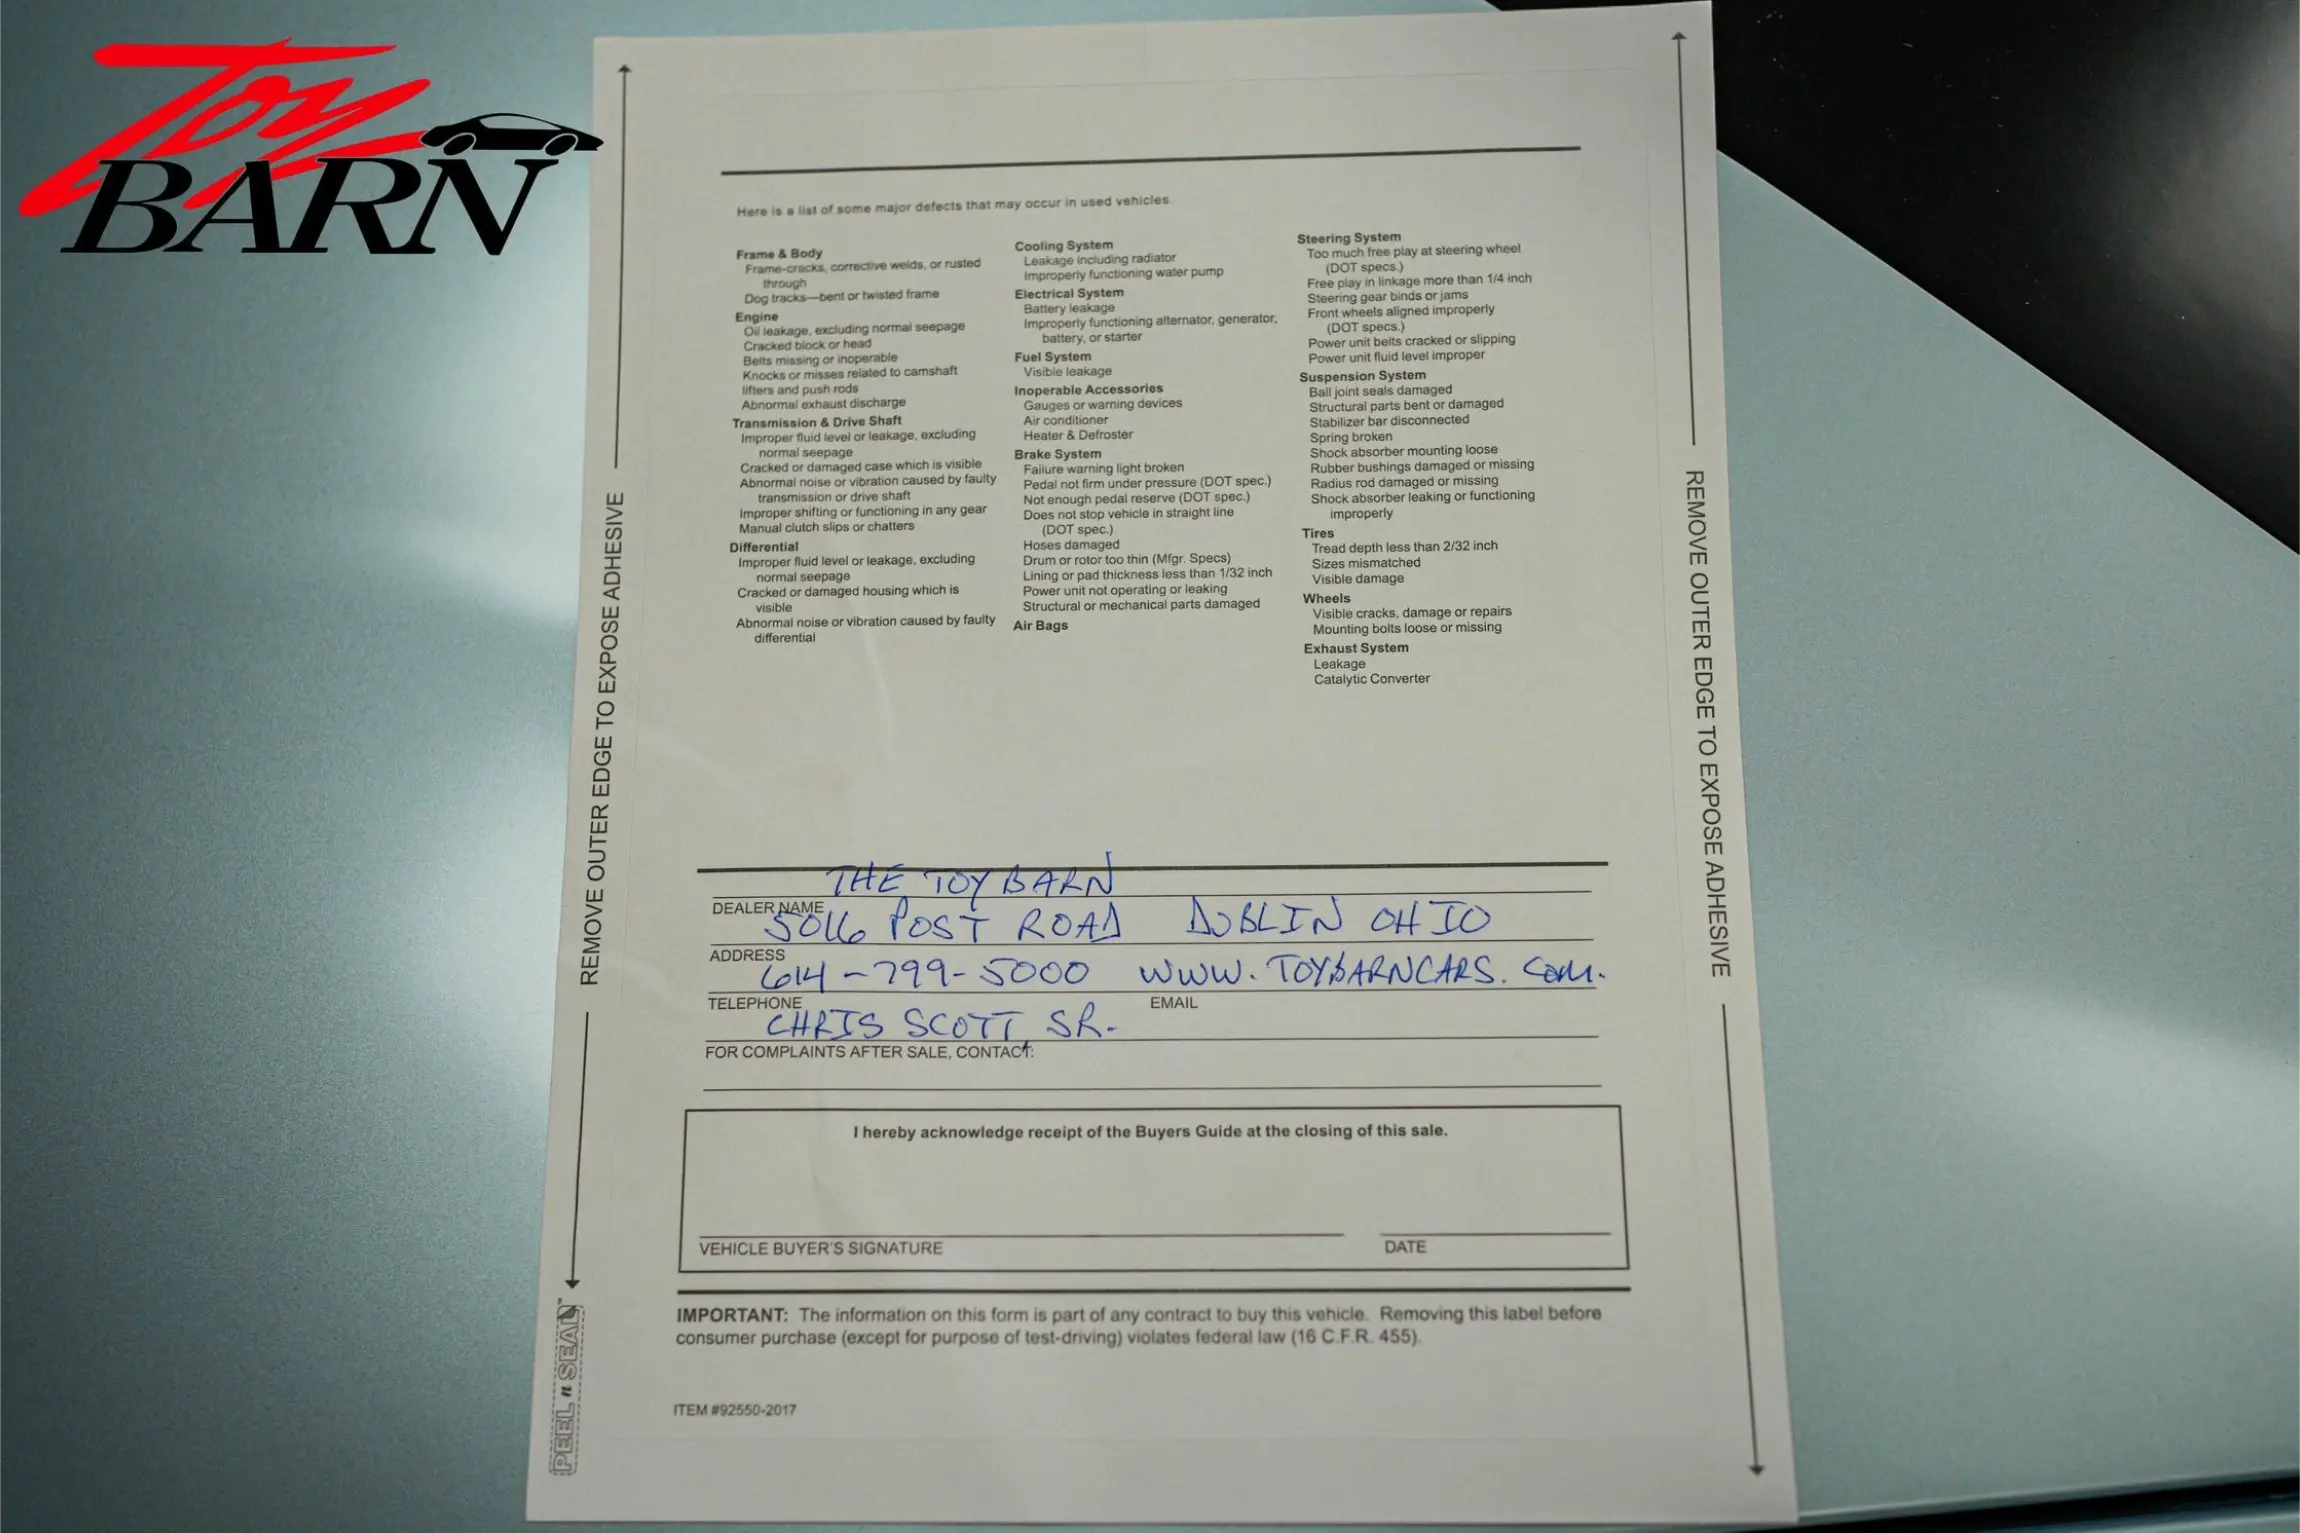 Toy
BARN
Here is a list of some major defects that may occur in used vehicles.
Frame & Body
Frame-cracks, corrective welds, or rusted
through
Dog tracks—bent or twisted frame
Engine
Oil leakage, excluding normal seepage
Cracked block or head
Belts missing or inoperable
Knocks or misses related to camshaft
lifters and push rods
Abnormal exhaust discharge
Transmission & Drive Shaft
Improper fluid level or leakage, excluding
normal seepage
Cracked or damaged case which is visible
Abnormal noise or vibration caused by faulty
transmission or drive shaft
Improper shifting or functioning in any gear
Manual clutch slips or chatters
Differential
Improper fluid level or leakage, excluding
normal seepage
Cracked or damaged housing which is
visible
Abnormal noise or vibration caused by faulty
differential
Cooling System
Leakage including radiator
Improperly functioning water pump
Electrical System
Battery leakage
Improperly functioning alternator, generator,
battery, or starter
Fuel System
Visible leakage
Inoperable Accessories
Gauges or warning devices
Air conditioner
Heater & Defroster
Brake System
Failure warning light broken
Pedal not firm under pressure (DOT spec.)
Not enough pedal reserve (DOT spec.)
Does not stop vehicle in straight line
(DOT spec.)
Hoses damaged
Drum or rotor too thin (Mfgr. Specs)
Lining or pad thickness less than 1/32 inch
Power unit not operating or leaking
Structural or mechanical parts damaged
Air Bags
Steering System
Too much free play at steering wheel
(DOT specs.)
Free play in linkage more than 1/4 inch
Steering gear binds or jams
Front wheels aligned improperly
(DOT specs.)
Power unit belts cracked or slipping
Power unit fluid level improper
Suspension System
Ball joint seals damaged
Structural parts bent or damaged
Stabilizer bar disconnected
Spring broken
Shock absorber mounting loose
Rubber bushings damaged or missing
Radius rod damaged or missing
Shock absorber leaking or functioning
improperly
Tires
Tread depth less than 2/32 inch
Sizes mismatched
Visible damage
Wheels
Visible cracks, damage or repairs
Mounting bolts loose or missing
Exhaust System
Leakage
Catalytic Converter
REMOVE OUTER EDGE TO EXPOSE ADHESIVE
REMOVE OUTER EDGE TO EXPOSE ADHESIVE
THE TOY BARN
DEALER NAME
5016 POST ROAD DUBLIN OHIO
ADDRESS
614-799-5000 WWW.TOYBARNCARS.COM.
TELEPHONE EMAIL
CHRIS SCOTT, SR.
FOR COMPLAINTS AFTER SALE, CONTACT:
I hereby acknowledge receipt of the Buyers Guide at the closing of this sale.
VEHICLE BUYER'S SIGNATURE DATE
IMPORTANT: The information on this form is part of any contract to buy this vehicle. Removing this label before
consumer purchase (except for purpose of test-driving) violates federal law (16 C.F.R. 455).
ITEM #92550-2017
PEEL n SEAL™